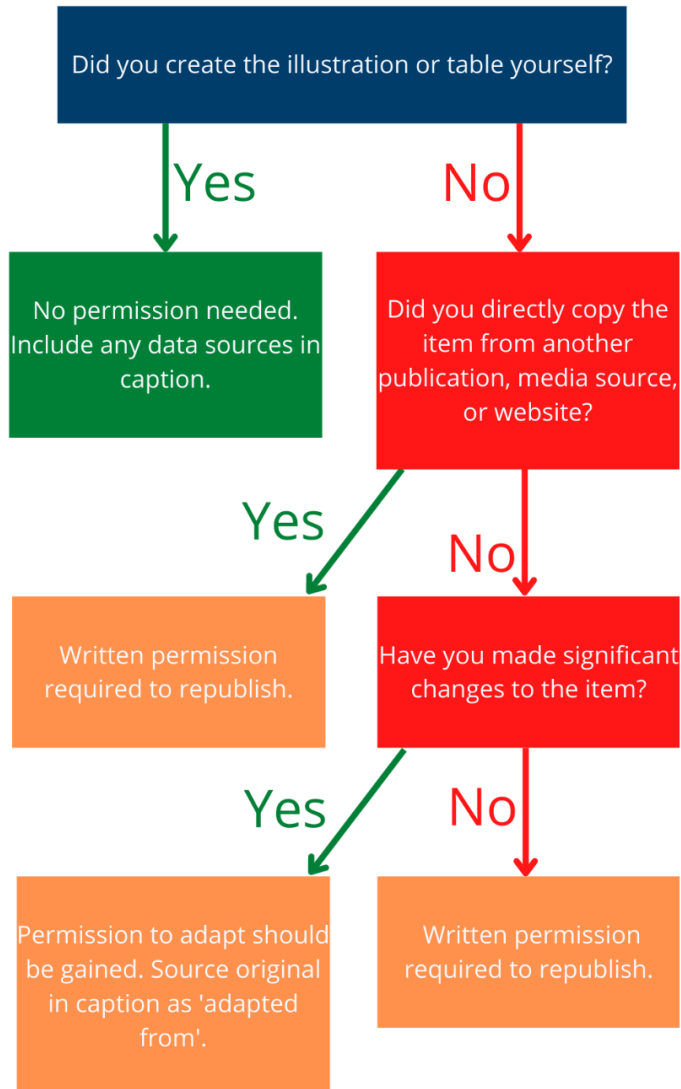 Did you create the illustration or table yourself?
Yes
No
No permission needed.
Include any data sources in
caption.
Did you directly copy the
item from another
publication, media source,
or website?
Yes
No
Written permission
required to republish.
Have you made significant
changes to the item?
Yes
No
Permission to adapt should
be gained. Source original
in caption as 'adapted
from'.
Written permission
required to republish.